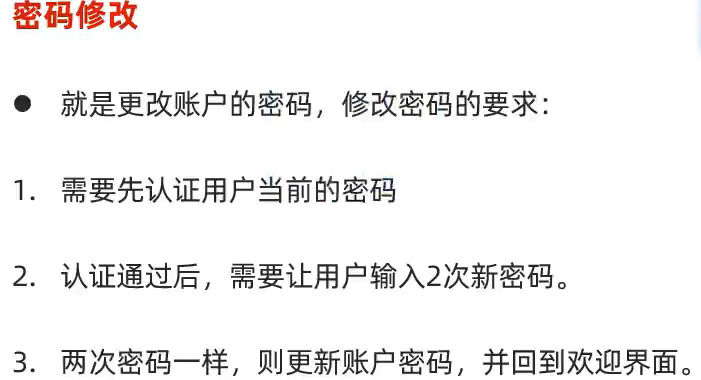 密码修改
● 就是更改账户的密码，修改密码的要求：
1. 需要先认证用户当前的密码
2. 认证通过后，需要让用户输入2次新密码。
3. 两次密码一样，则更新账户密码，并回到欢迎界面。